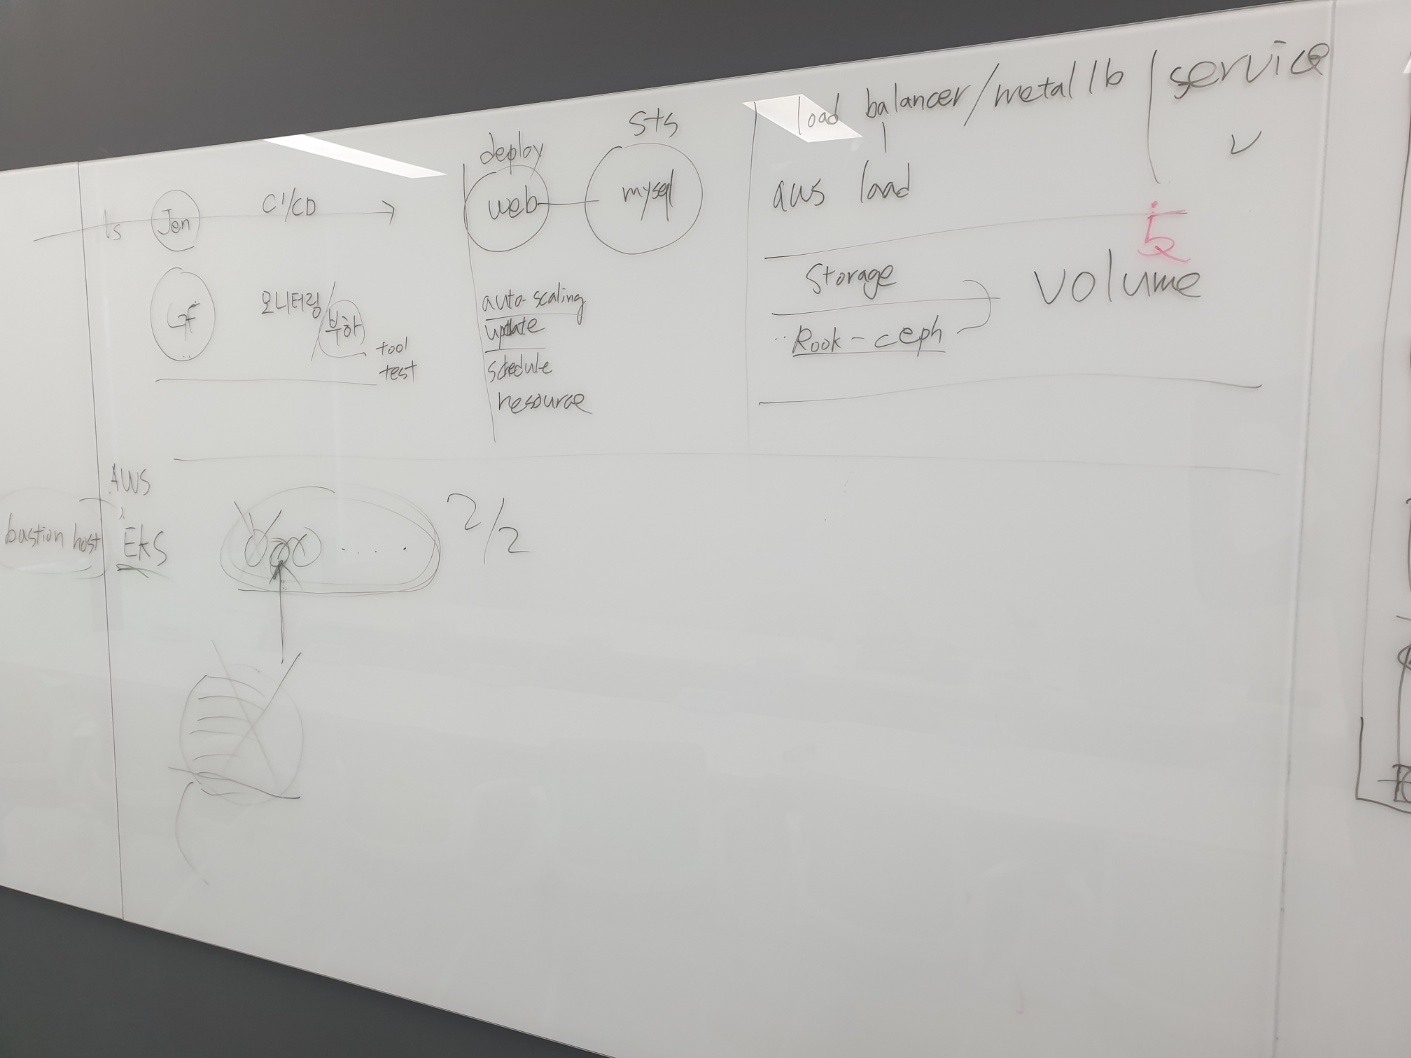 ls Jen CI/CD
GF 모니터링/부하
tool
test
deploy
web
sts
mysql
auto-scaling
update
schedule
resource
load balancer/metal lb
service
aws load
Storage
Rook-ceph
volume
AWS
bastion host
EKS
2/2